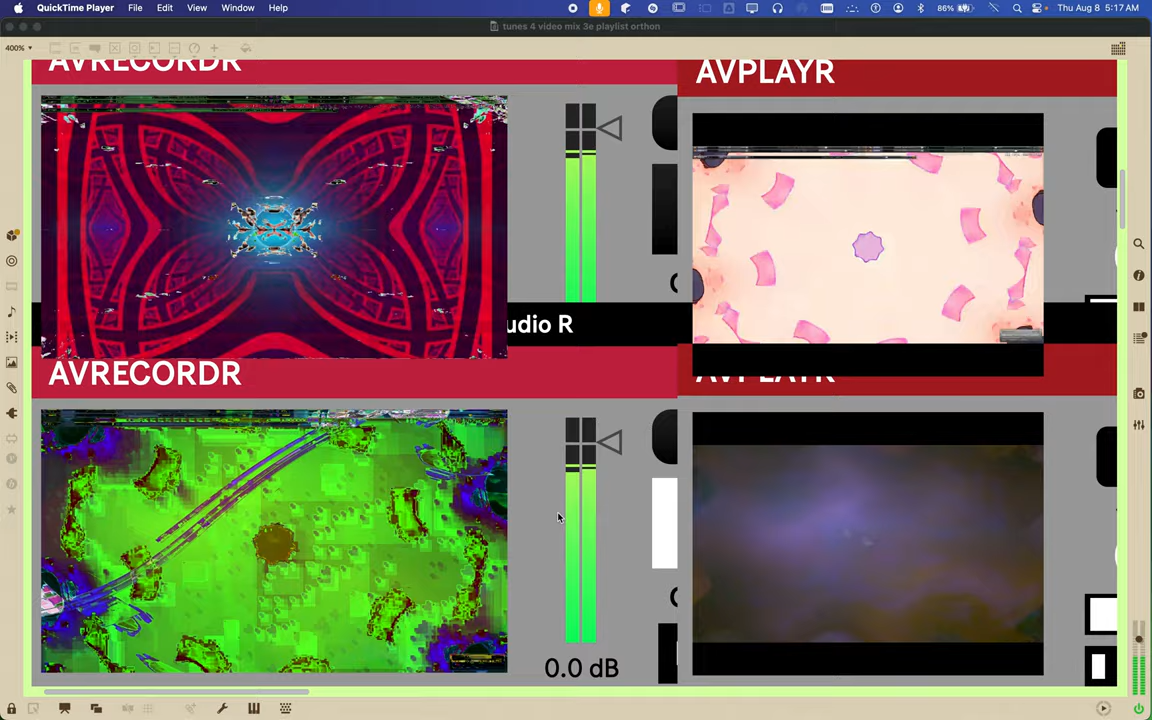 QuickTime Player File Edit View Window Help
86% Thu Aug 8 5:17 AM
tunes 4 video mix 3e playlist orthon
400%
AVRECORDR
AVPLAYR
udio R
AVRECORDR
AVPLAYR
0.0 dB